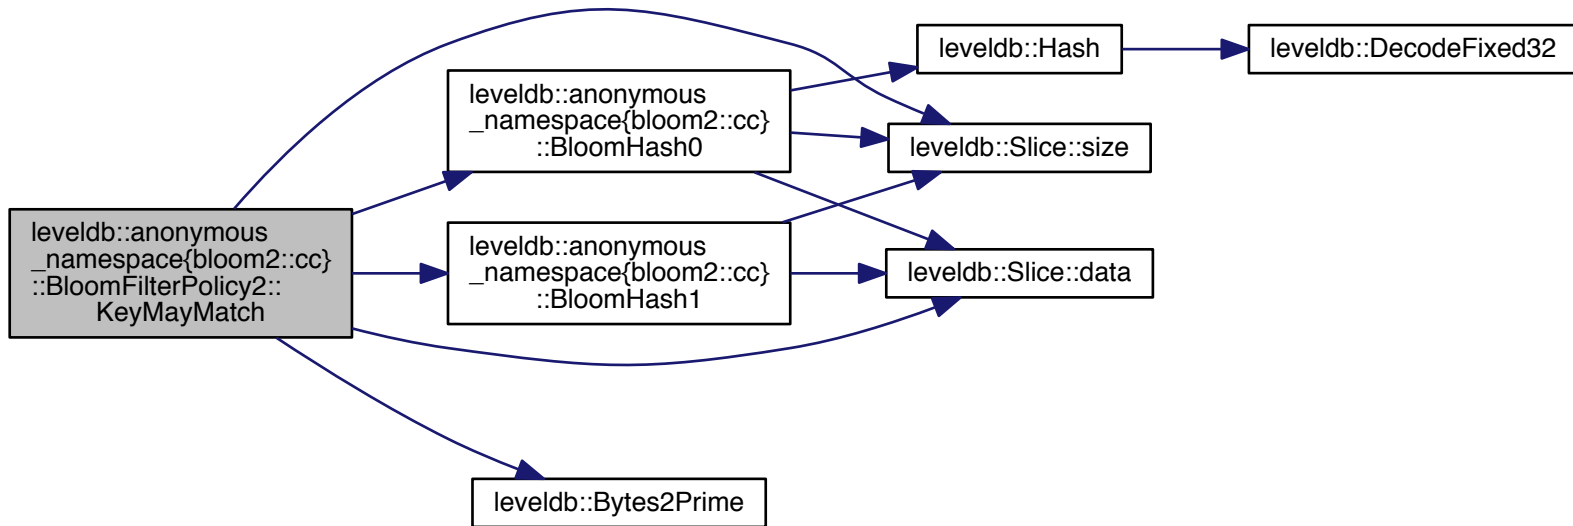 leveldb::anonymous
_namespace{bloom2::cc}
::BloomFilterPolicy2::
KeyMayMatch
leveldb::anonymous
_namespace{bloom2::cc}
::BloomHash0
leveldb::anonymous
_namespace{bloom2::cc}
::BloomHash1
leveldb::Bytes2Prime
leveldb::Hash
leveldb::Slice::size
leveldb::Slice::data
leveldb::DecodeFixed32